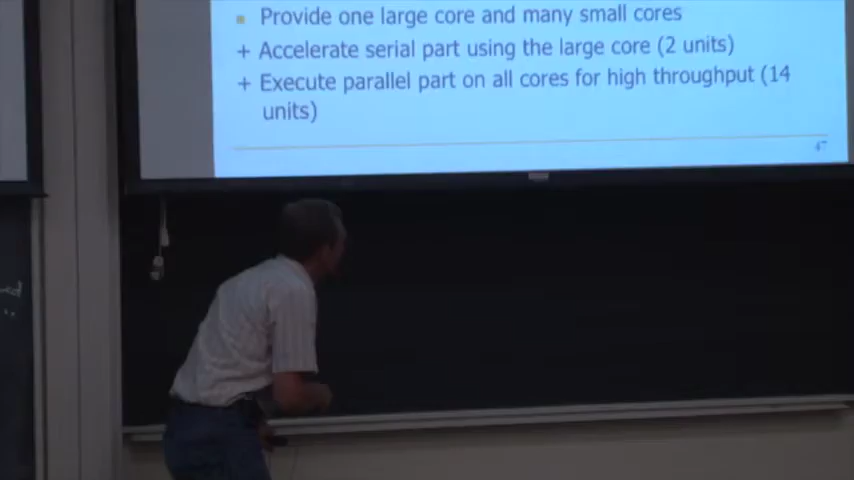 Provide one large core and many small cores
+ Accelerate serial part using the large core (2 units)
+ Execute parallel part on all cores for high throughput (14
units)